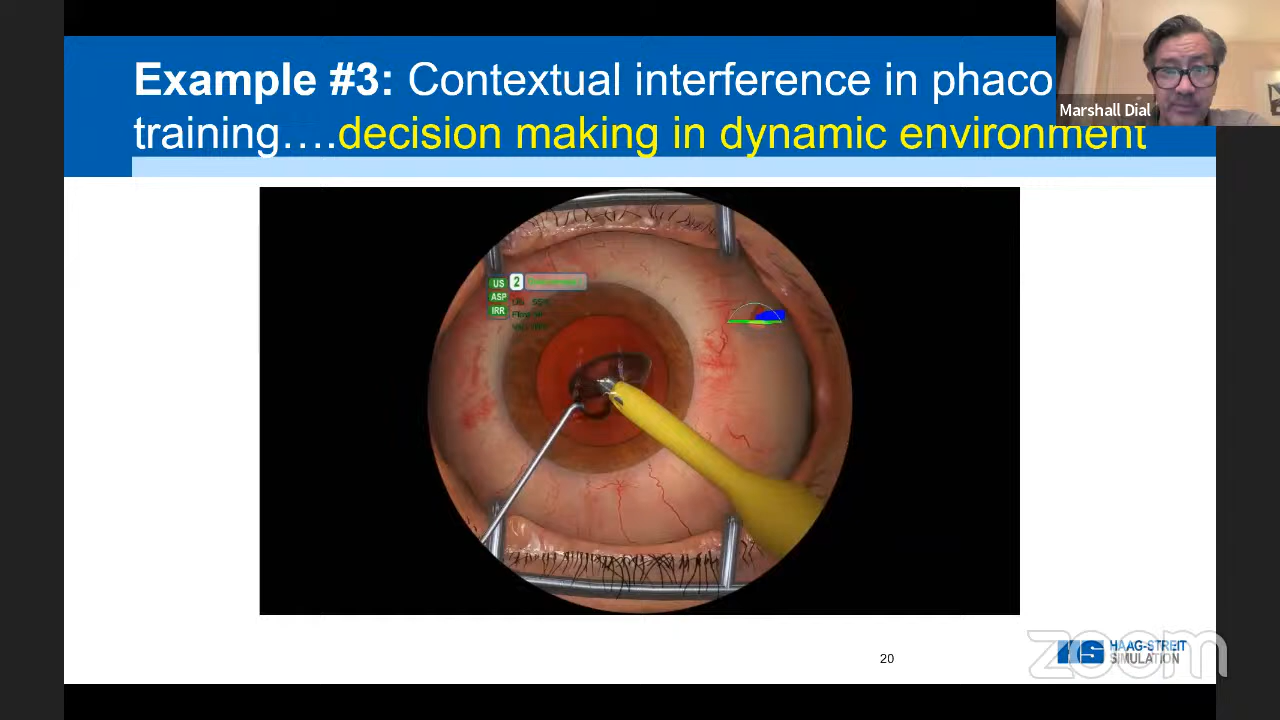 Example #3: Contextual interference in phaco
training….decision making in dynamic environment
Marshall Dial
US
2
ASP
IRR
20
HAAG-STREIT
SIMULATION
zoom